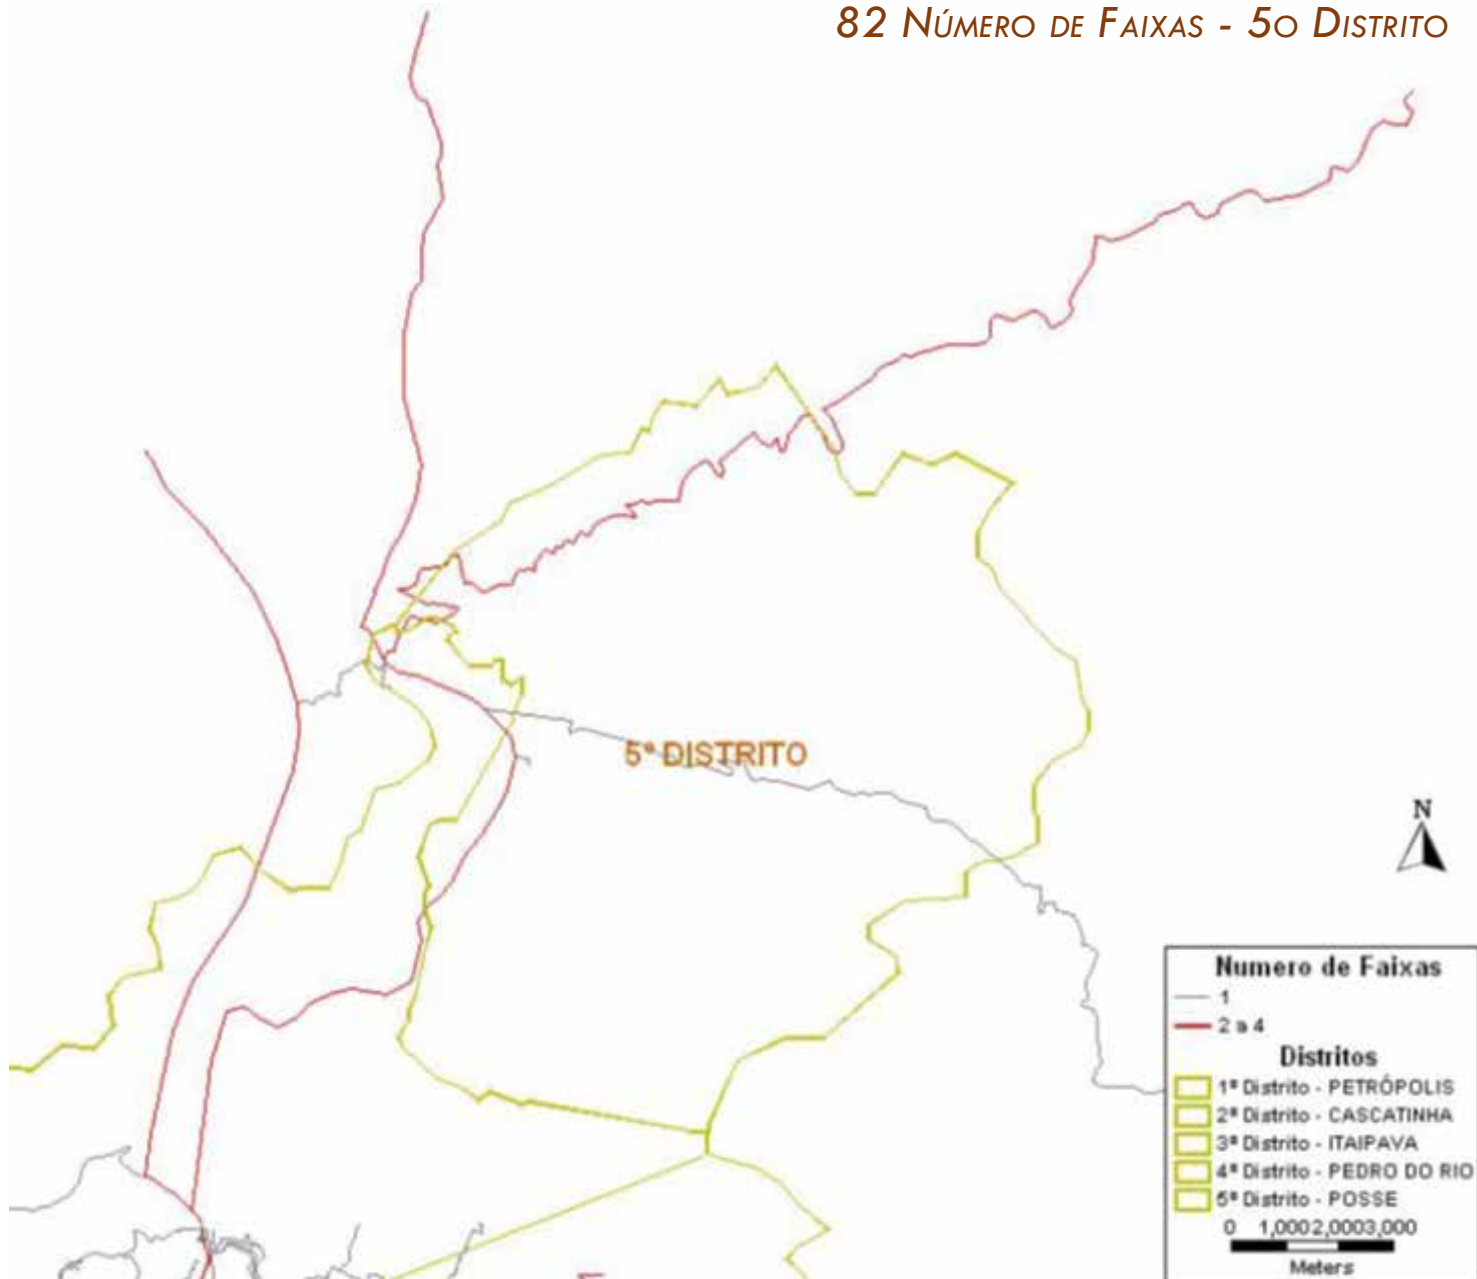 82 NÚMERO DE FAIXAS - 5O DISTRITO
5º DISTRITO
N
Numero de Faixas
1
2 a 4
Distritos
1º Distrito - PETRÓPOLIS
2º Distrito - CASCATINHA
3º Distrito - ITAIPAVA
4º Distrito - PEDRO DO RIO
5º Distrito - POSSE
0 1,000 2,000 3,000
Meters